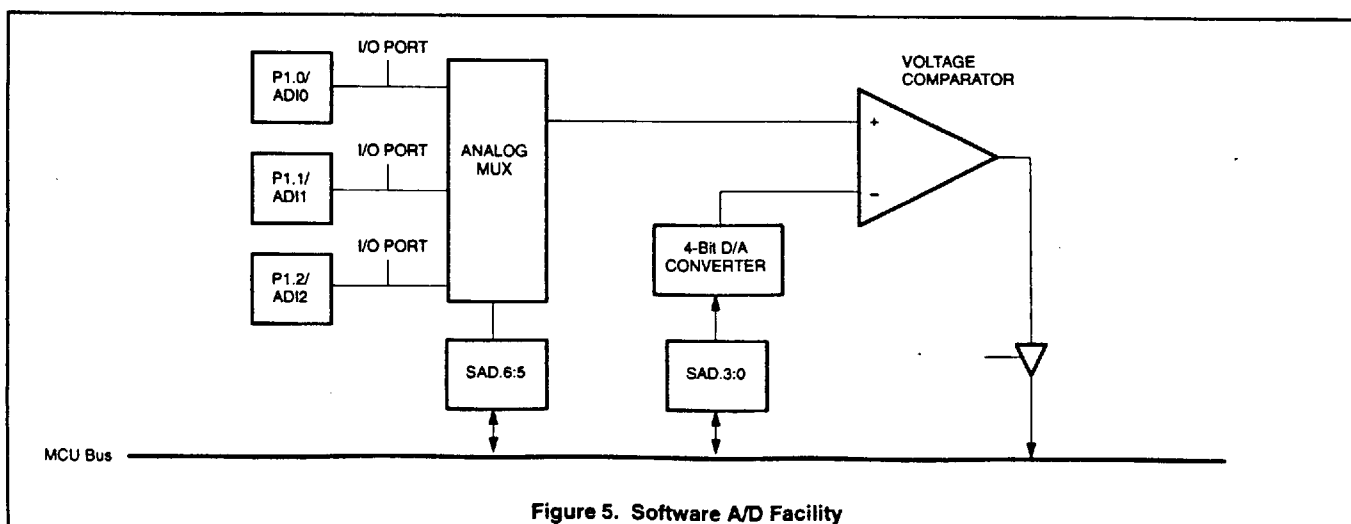 I/O PORT
P1.0/
ADI0
I/O PORT
P1.1/
ADI1
I/O PORT
P1.2/
ADI2
ANALOG
MUX
VOLTAGE
COMPARATOR
+
–
4-Bit D/A
CONVERTER
SAD.6:5
SAD.3:0
MCU Bus
Figure 5. Software A/D Facility